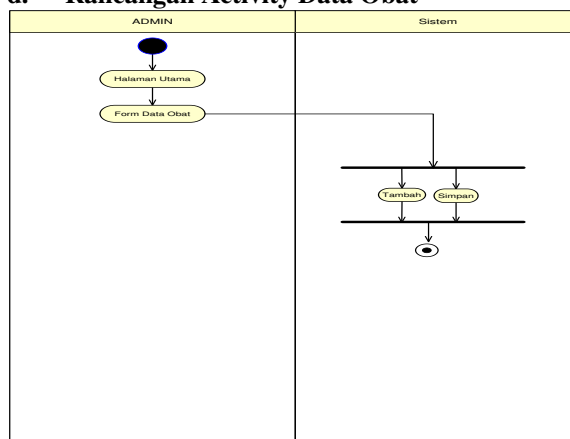 d. Rancangan Activity Data Obat
ADMIN
Sistem
Halaman Utama
Form Data Obat
Tambah
Simpan